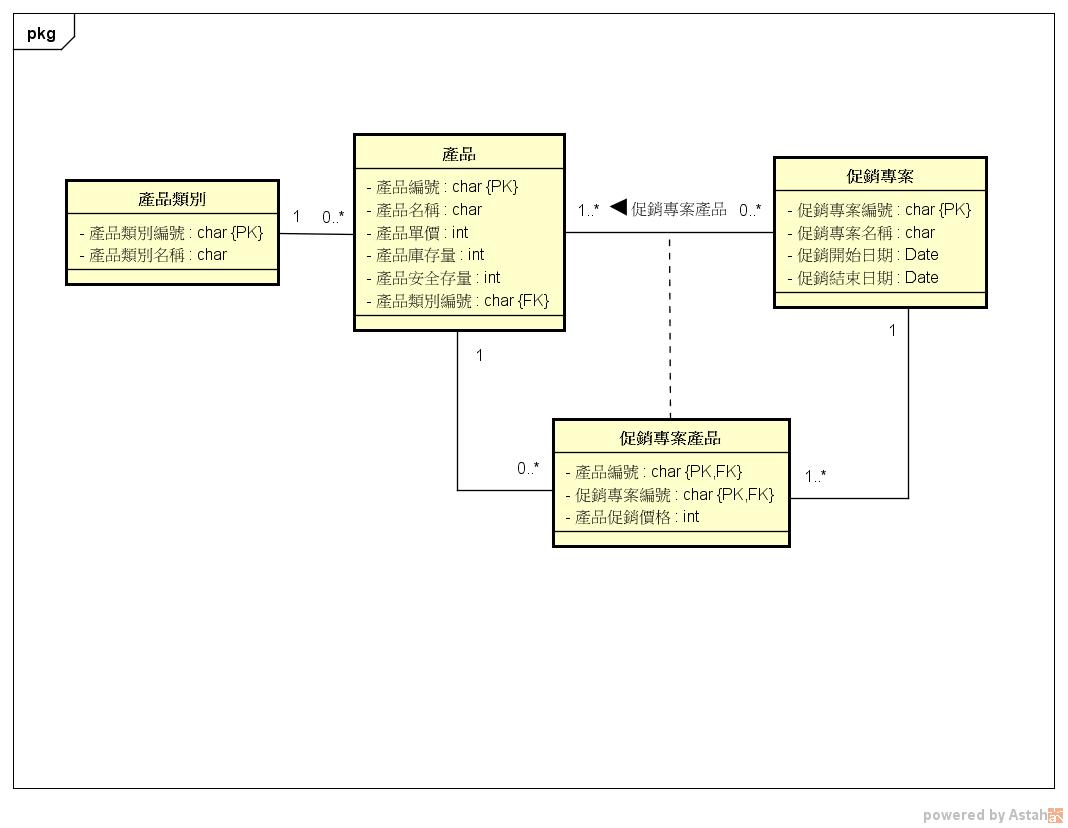 pkg
產品類別
- 產品類別編號 : char {PK}
- 產品類別名稱 : char
1
0..*
產品
- 產品編號 : char {PK}
- 產品名稱 : char
- 產品單價 : int
- 產品庫存量 : int
- 產品安全存量 : int
- 產品類別編號 : char {FK}
1..*
◀ 促銷專案產品
0..*
促銷專案
- 促銷專案編號 : char {PK}
- 促銷專案名稱 : char
- 促銷開始日期 : Date
- 促銷結束日期 : Date
1
1
0..*
促銷專案產品
- 產品編號 : char {PK,FK}
- 促銷專案編號 : char {PK,FK}
- 產品促銷價格 : int
1..*
powered by Astah